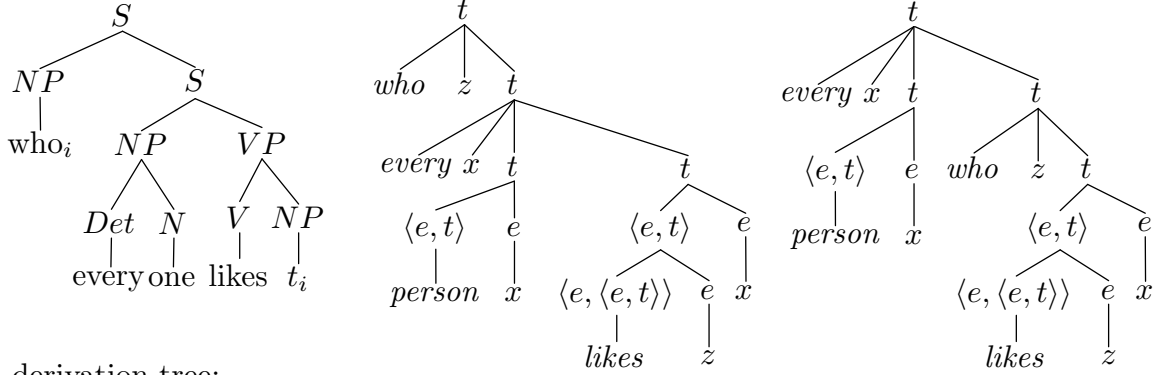 S t t
NP S who z t every x t t
who_i NP VP every x t t ⟨e, t⟩ e who z t
Det N V NP ⟨e, t⟩ e ⟨e, t⟩ e person x ⟨e, t⟩ e
every one likes t_i person x ⟨e, ⟨e, t⟩⟩ e x ⟨e, ⟨e, t⟩⟩ e x
likes z likes z
derivation tree: